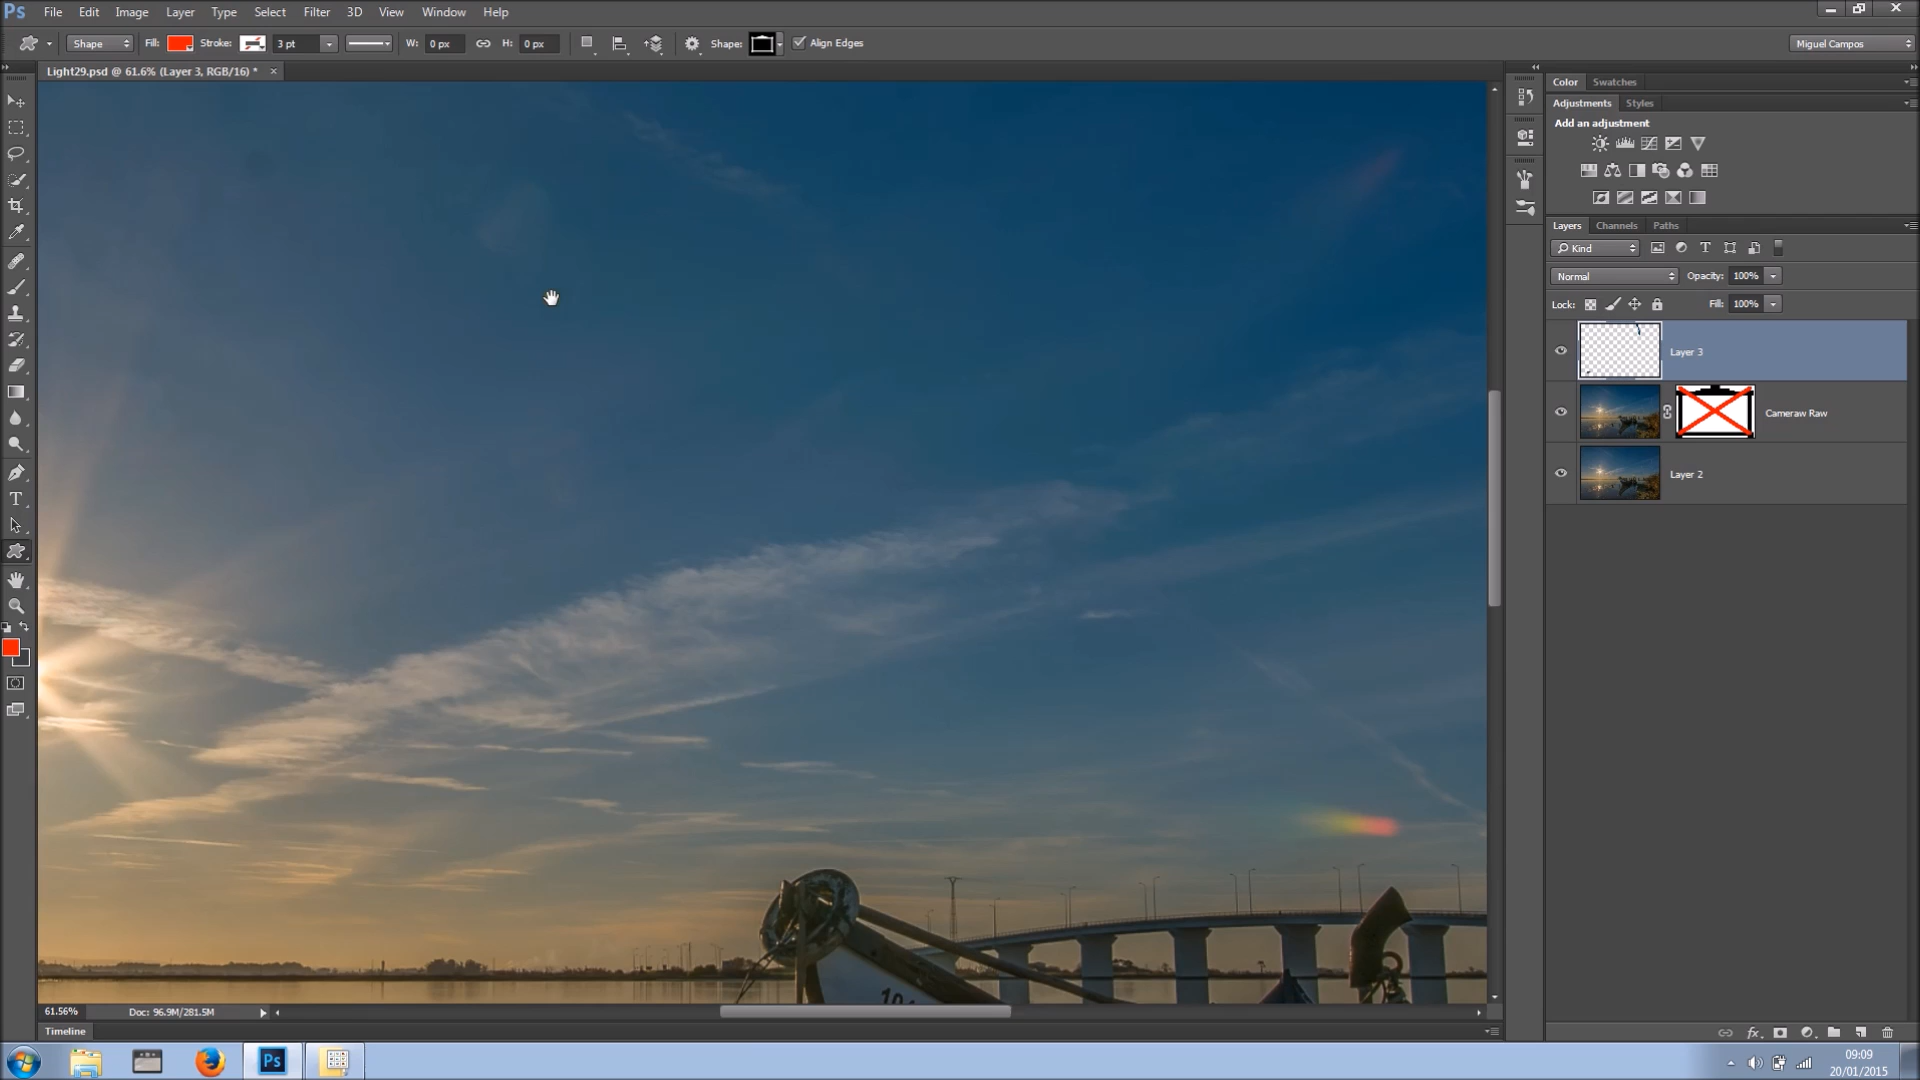 Ps File Edit Image Layer Type Select Filter 3D View Window Help
Shape Fill: Stroke: 3 pt W: 0 px H: 0 px Shape: Align Edges Miguel Campos
Light29.psd @ 61.6% (Layer 3, RGB/16) * ×
Color Swatches
Adjustments Styles
Add an adjustment
Layers Channels Paths
Kind
Normal Opacity: 100%
Lock: Fill: 100%
Layer 3
Cameraw Raw
Layer 2
T
61.56% Doc: 96.9M/281.5M
Timeline
Ps
09:09
20/01/2015